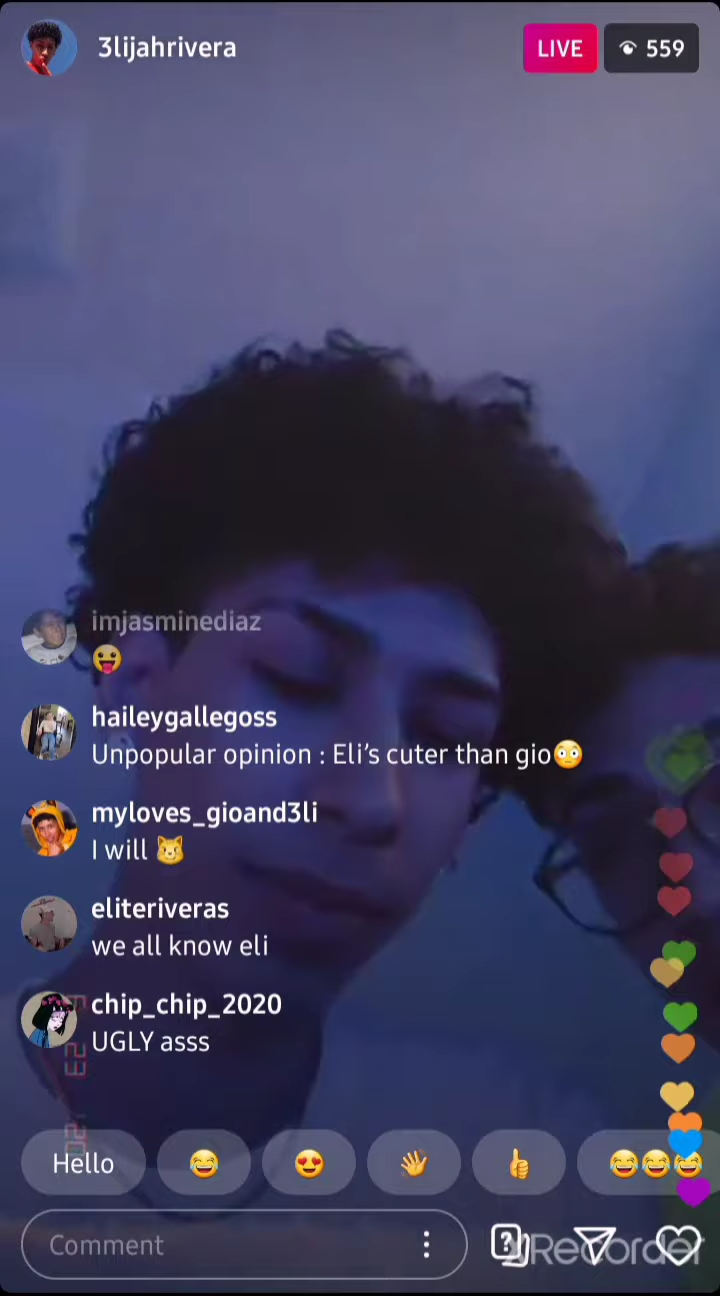 3lijahrivera
LIVE
559
imjasminediaz
😛
haileygallegoss
Unpopular opinion : Eli’s cuter than gio😳
myloves_gioand3li
I will 😼
eliteriveras
we all know eli
chip_chip_2020
UGLY asss
Hello
😂
😍
👋
👍
😂😂😂
Comment
Recorder